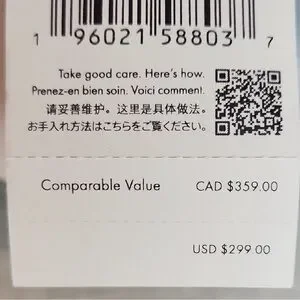 1 96021 58803 7
Take good care. Here's how.
Prenez-en bien soin. Voici comment.
请妥善维护。这里是具体做法。
お手入れ方法はこちらをご覧ください。
Comparable Value CAD $359.00
USD $299.00